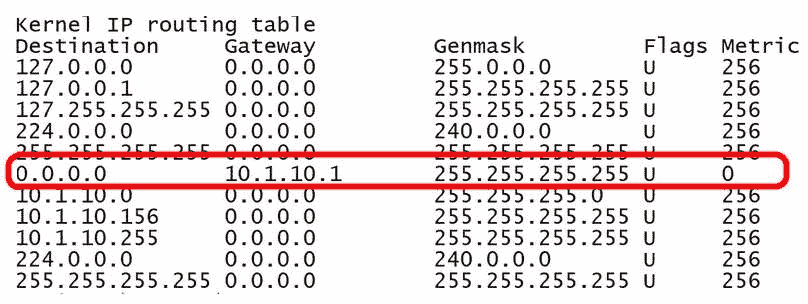 Kernel IP routing table
Destination Gateway Genmask Flags Metric
127.0.0.0 0.0.0.0 255.0.0.0 U 256
127.0.0.1 0.0.0.0 255.255.255.255 U 256
127.255.255.255 0.0.0.0 255.255.255.255 U 256
224.0.0.0 0.0.0.0 240.0.0.0 U 256
255.255.255.255 0.0.0.0 255.255.255.255 U 256
0.0.0.0 10.1.10.1 255.255.255.255 U 0
10.1.10.0 0.0.0.0 255.255.255.0 U 256
10.1.10.156 0.0.0.0 255.255.255.255 U 256
10.1.10.255 0.0.0.0 255.255.255.255 U 256
224.0.0.0 0.0.0.0 240.0.0.0 U 256
255.255.255.255 0.0.0.0 255.255.255.255 U 256